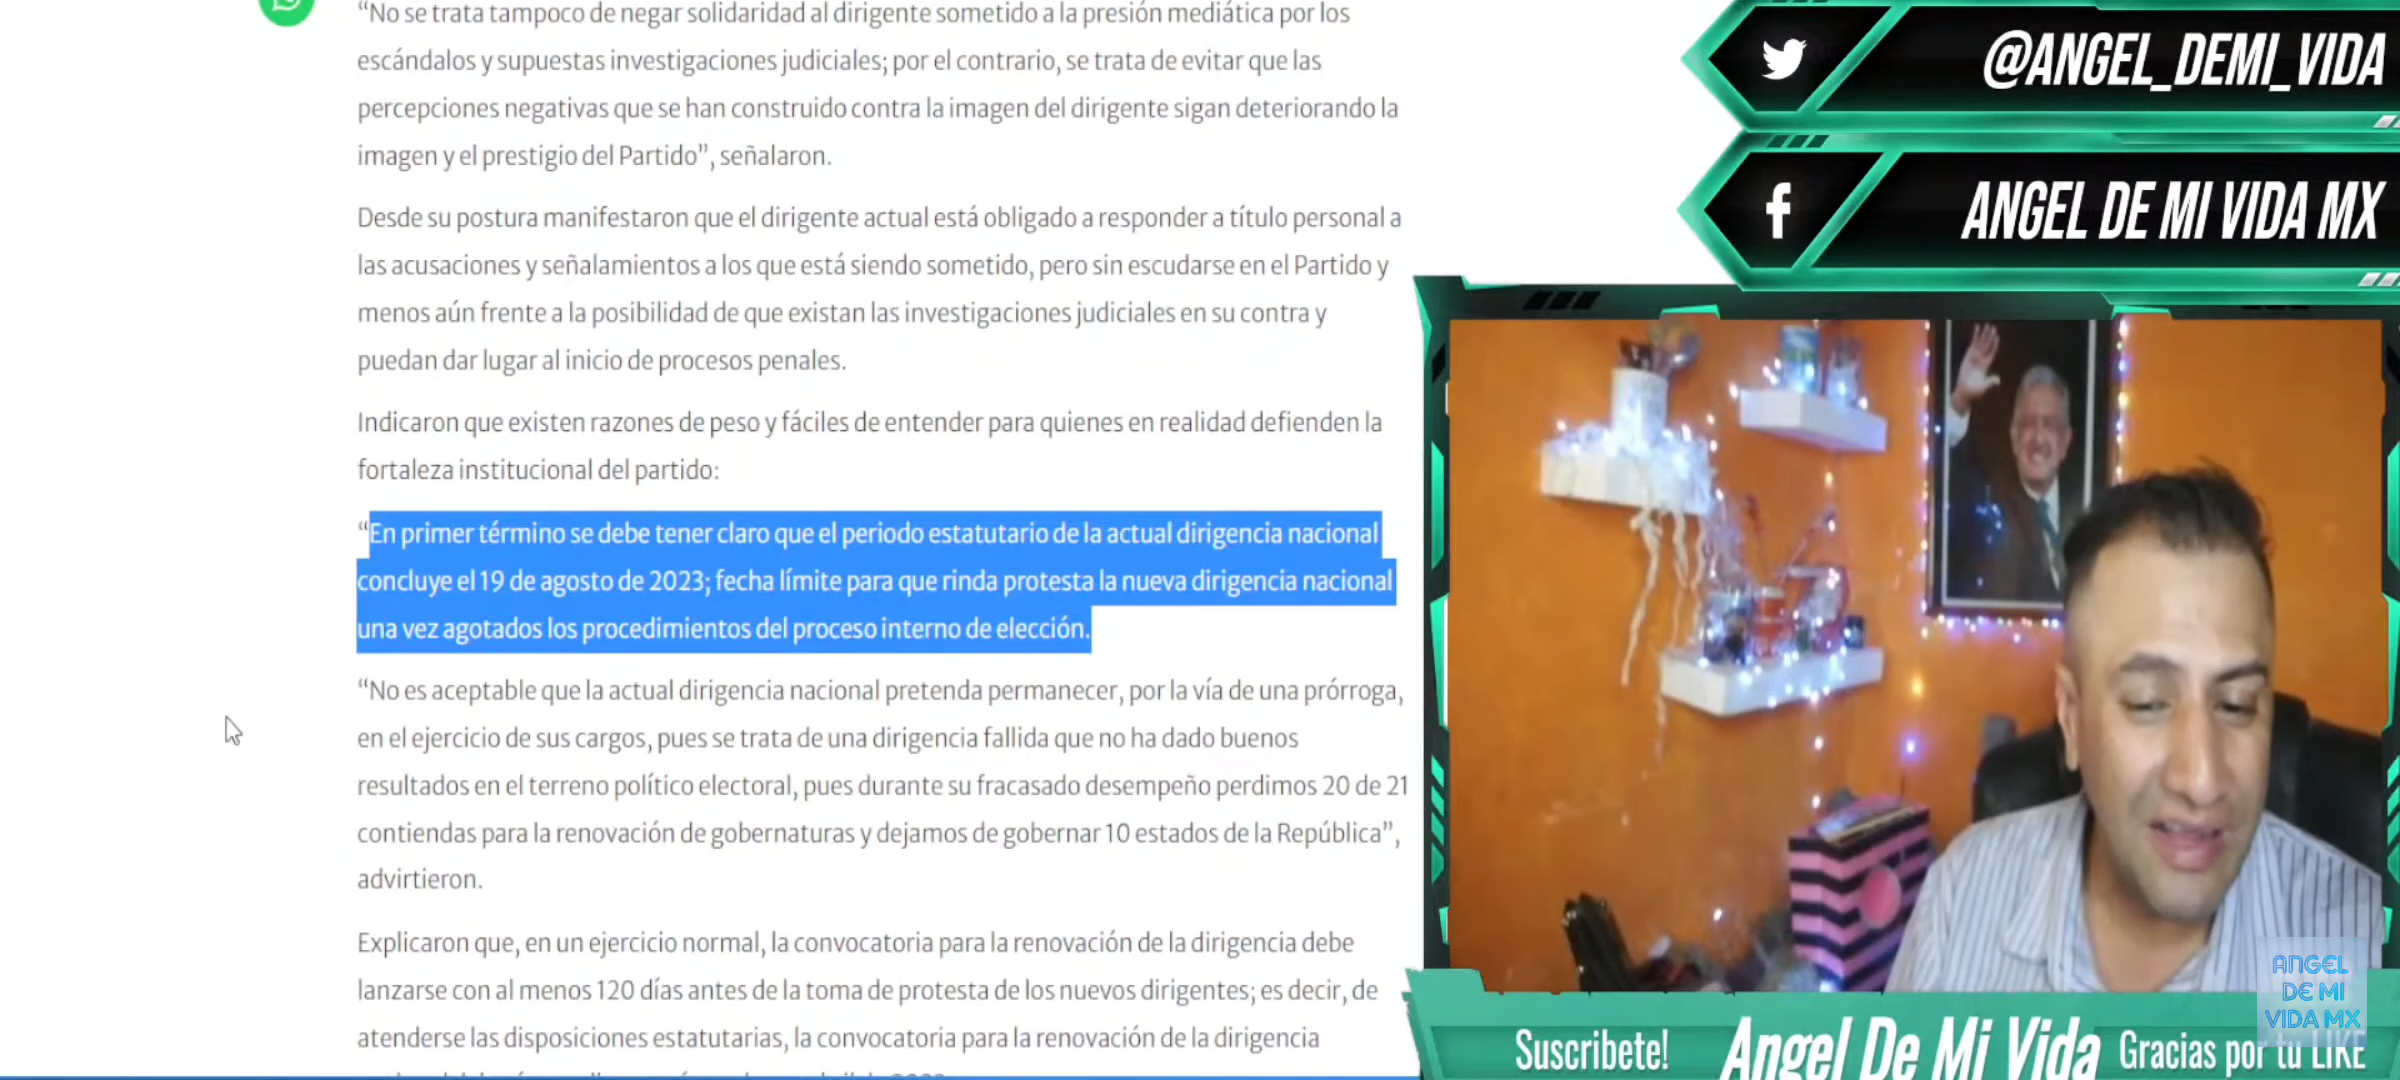 “No se trata tampoco de negar solidaridad al dirigente sometido a la presión mediática por los
escándalos y supuestas investigaciones judiciales; por el contrario, se trata de evitar que las
percepciones negativas que se han construido contra la imagen del dirigente sigan deteriorando la
imagen y el prestigio del Partido”, señalaron.
Desde su postura manifestaron que el dirigente actual está obligado a responder a título personal a
las acusaciones y señalamientos a los que está siendo sometido, pero sin escudarse en el Partido y
menos aún frente a la posibilidad de que existan las investigaciones judiciales en su contra y
puedan dar lugar al inicio de procesos penales.
Indicaron que existen razones de peso y fáciles de entender para quienes en realidad defienden la
fortaleza institucional del partido:
“En primer término se debe tener claro que el periodo estatutario de la actual dirigencia nacional
concluye el 19 de agosto de 2023; fecha límite para que rinda protesta la nueva dirigencia nacional
una vez agotados los procedimientos del proceso interno de elección.
“No es aceptable que la actual dirigencia nacional pretenda permanecer, por la vía de una prórroga,
en el ejercicio de sus cargos, pues se trata de una dirigencia fallida que no ha dado buenos
resultados en el terreno político electoral, pues durante su fracasado desempeño perdimos 20 de 21
contiendas para la renovación de gobernaturas y dejamos de gobernar 10 estados de la República”,
advirtieron.
Explicaron que, en un ejercicio normal, la convocatoria para la renovación de la dirigencia debe
lanzarse con al menos 120 días antes de la toma de protesta de los nuevos dirigentes; es decir, de
atenderse las disposiciones estatutarias, la convocatoria para la renovación de la dirigencia
@ANGEL_DEMI_VIDA
ANGEL DE MI VIDA MX
ANGEL
DE MI
VIDA MX
Suscribete! Angel De Mi Vida Gracias por tu LIKE